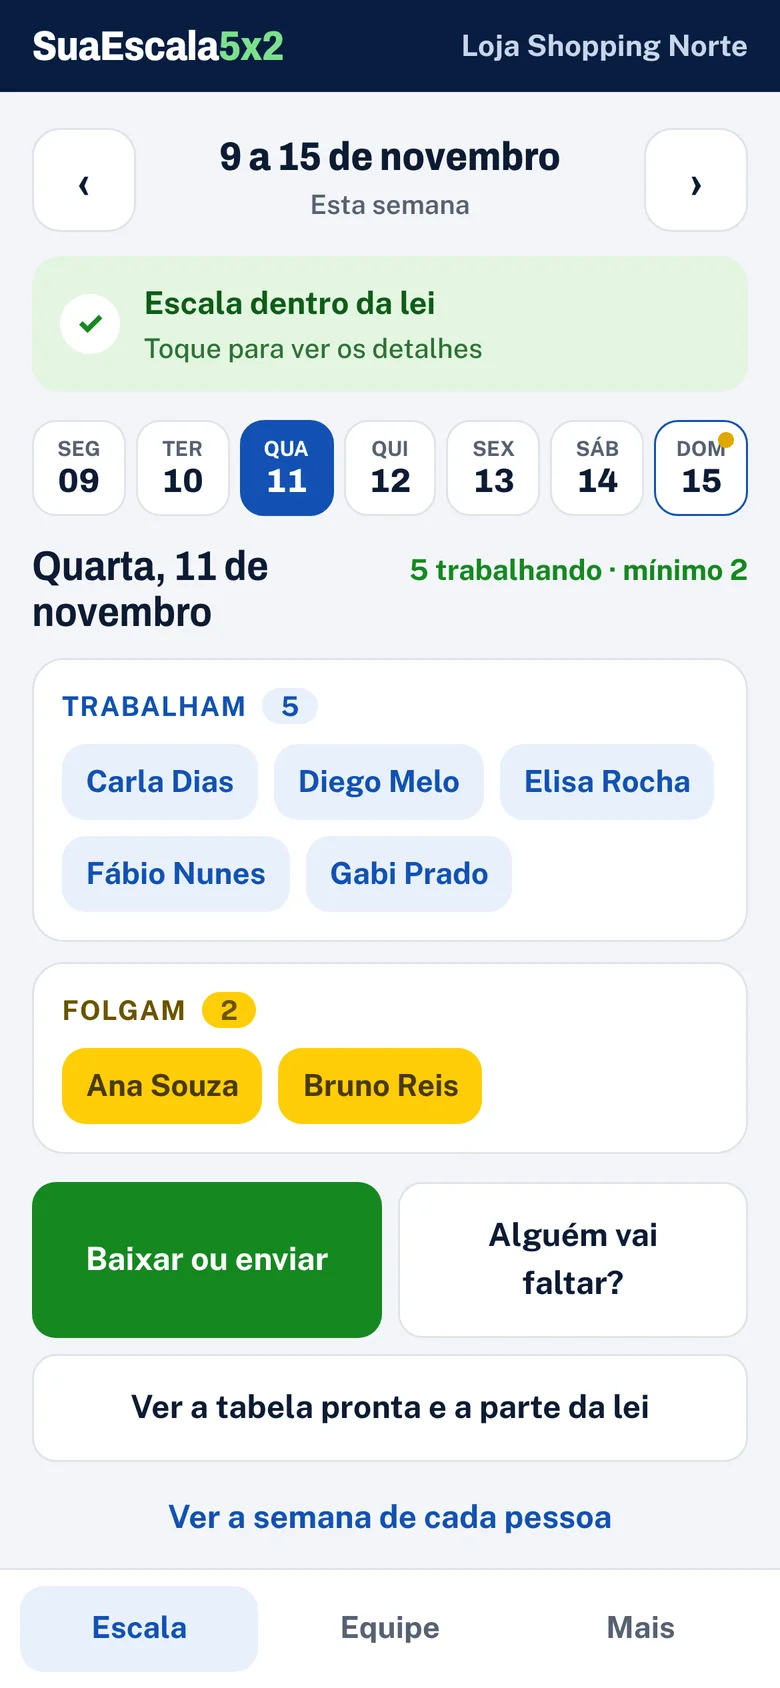 SuaEscala5x2
Loja Shopping Norte
‹
9 a 15 de novembro
Esta semana
›
Escala dentro da lei
Toque para ver os detalhes
SEG
09
TER
10
QUA
11
QUI
12
SEX
13
SÁB
14
DOM
15
Quarta, 11 de
novembro
5 trabalhando · mínimo 2
TRABALHAM 5
Carla Dias
Diego Melo
Elisa Rocha
Fábio Nunes
Gabi Prado
FOLGAM 2
Ana Souza
Bruno Reis
Baixar ou enviar
Alguém vai
faltar?
Ver a tabela pronta e a parte da lei
Ver a semana de cada pessoa
Escala
Equipe
Mais